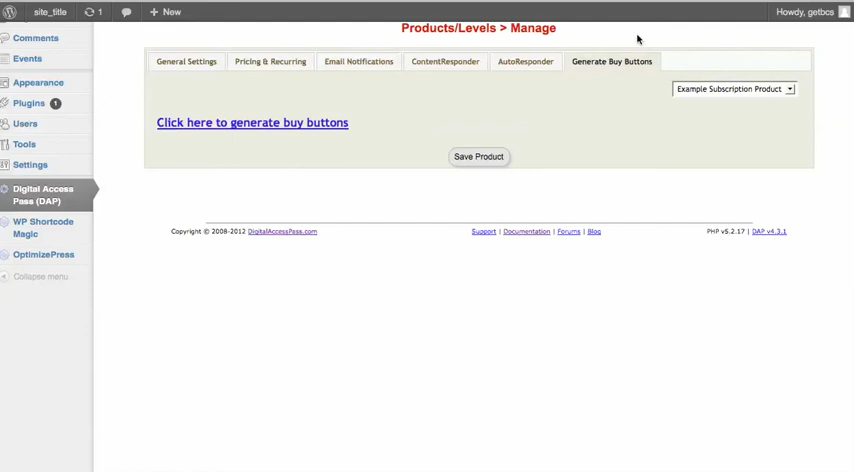 site_title 1 New Howdy, getbcs
Products/Levels > Manage
Comments
Events
Appearance
Plugins 1
Users
Tools
Settings
Digital Access
Pass (DAP)
WP Shortcode
Magic
OptimizePress
Collapse menu
General Settings Pricing & Recurring Email Notifications ContentResponder AutoResponder Generate Buy Buttons
Example Subscription Product
Click here to generate buy buttons
Save Product
Copyright © 2008-2012 DigitalAccessPass.com Support | Documentation | Forums | Blog PHP v5.2.17 | DAP v4.3.1